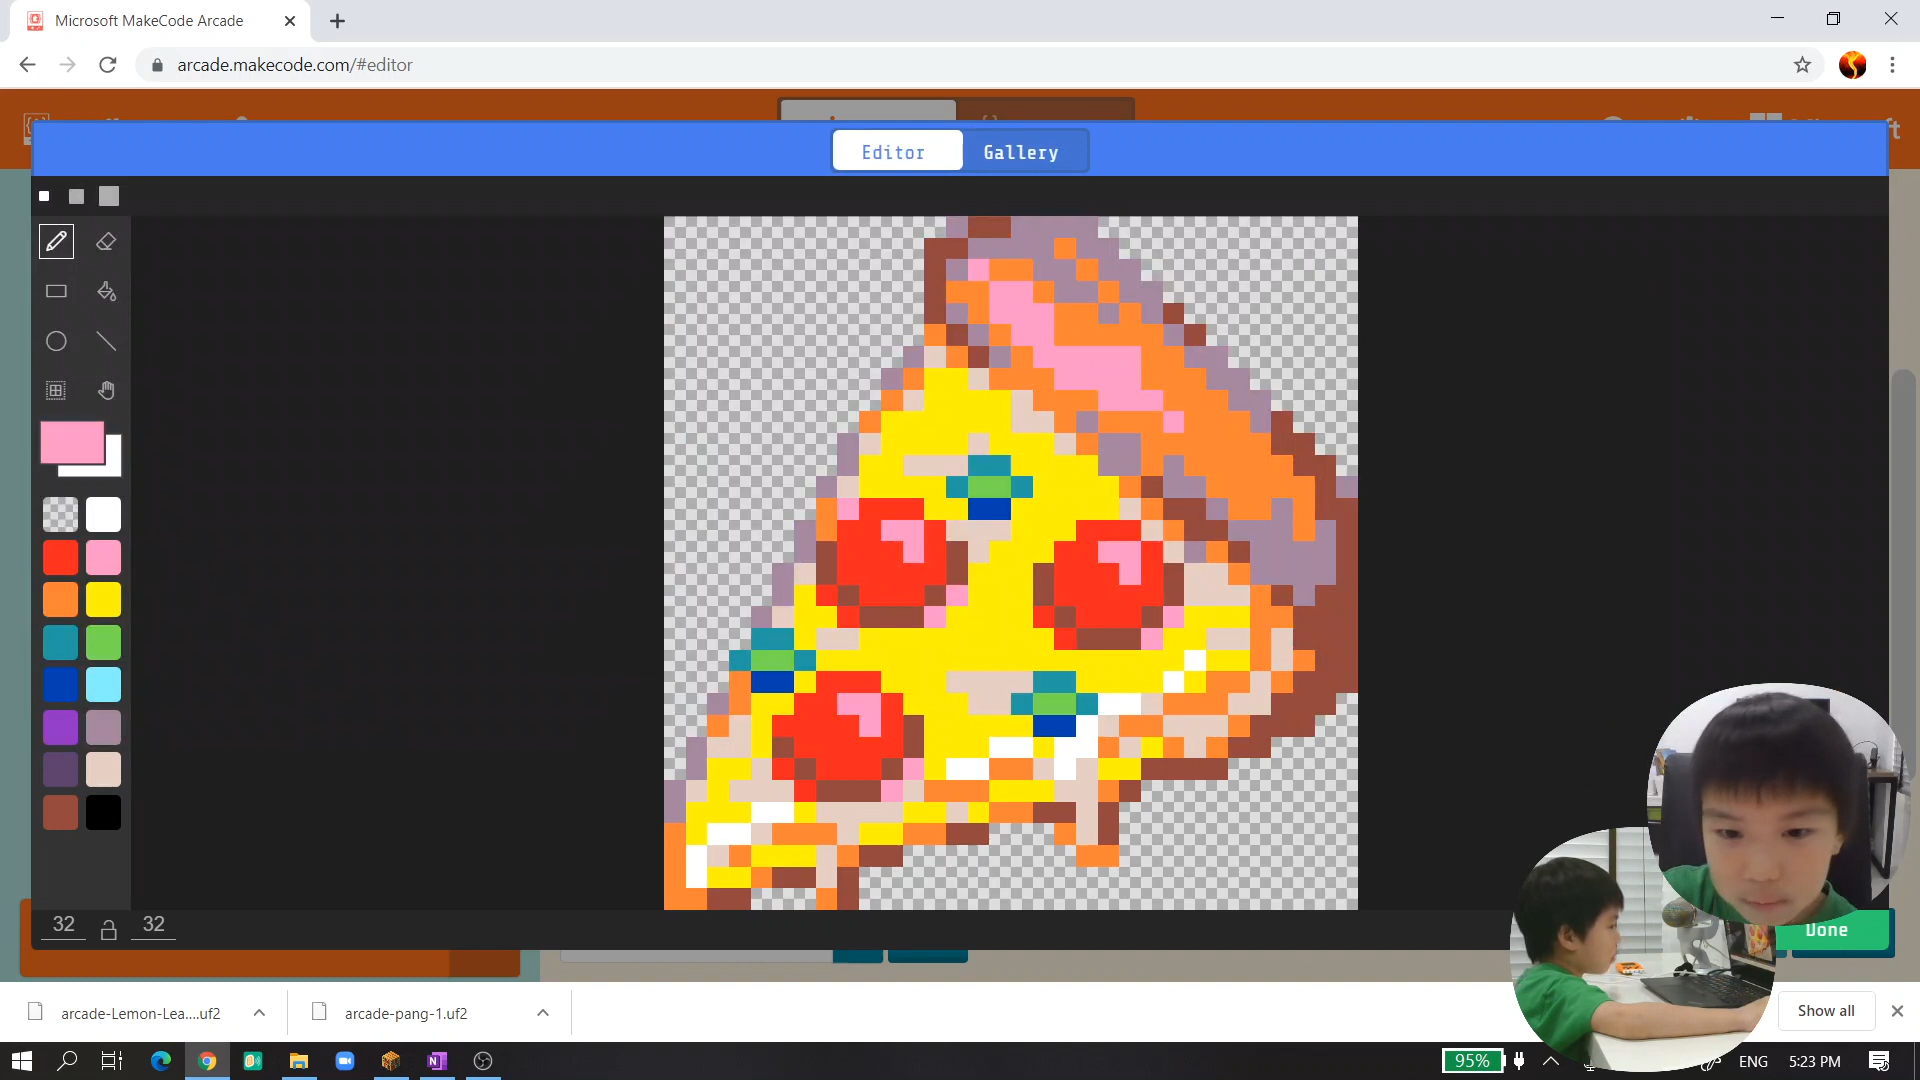 Microsoft MakeCode Arcade
arcade.makecode.com/#editor
Editor
Gallery
32
32
Done
arcade-Lemon-Lea....uf2
arcade-pang-1.uf2
Show all
95%
ENG
5:23 PM